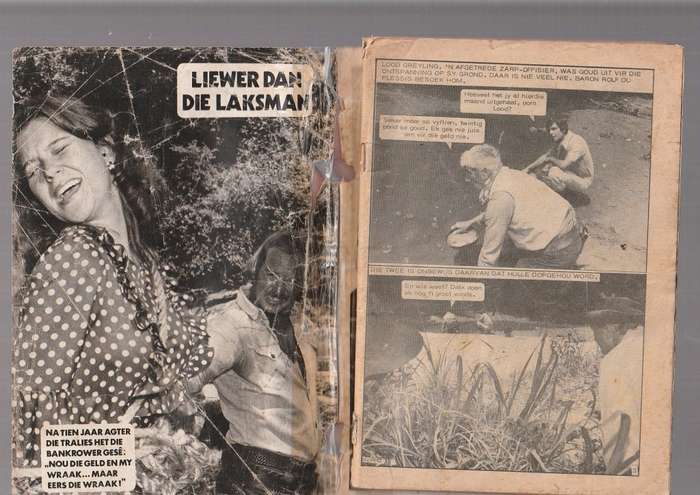 LIEWER DAN
DIE LAKSMAN
NA TIEN JAAR AGTER
DIE TRALIES HET DIE
BANKROWER GESÊ:
„NOU DIE GELD EN MY
WRAAK... MAAR
EERS DIE WRAAK!"
LOOD GREYLING, 'N AFGETREDE ZARP-OFFISIER, WAS GOUD UIT VIR DIE
ONTSPANNING OP SY GROND. DAAR IS NIE VEEL NIE. BARON ROLF DU
PLESSIS BESOEK HOM.
Hoeveel het jy al hierdie
maand uitgehaal, oom
Lood?
Seker maar so vyftien, twintig
pond se goud. Ek gee nie juis
om vir die geld nie.
DIE TWEE IS ONBEWUS DAARVAN DAT HULLE DOPGEHOU WORD.
En wie weet? Dalk doen
ek nog 'n groot vonds.